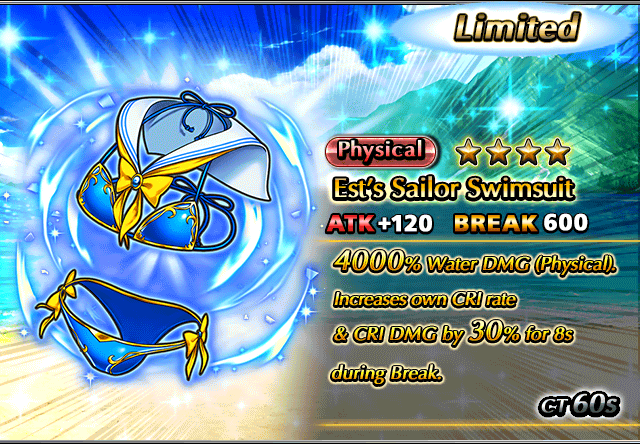 Limited
Physical
Est's Sailor Swimsuit
ATK +120 BREAK 600
4000% Water DMG (Physical).
Increases own CRI rate
& CRI DMG by 30% for 8s
during Break.
CT 60s